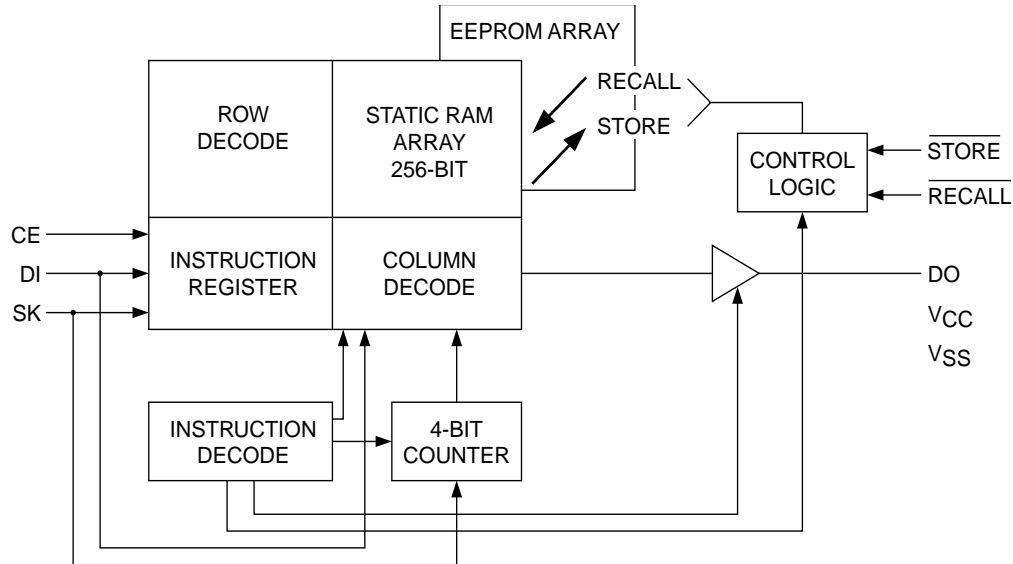 EEPROM ARRAY
ROW
DECODE
STATIC RAM
ARRAY
256-BIT
RECALL
STORE
CONTROL
LOGIC
STORE
RECALL
CE
DI
SK
INSTRUCTION
REGISTER
COLUMN
DECODE
DO
VCC
VSS
INSTRUCTION
DECODE
4-BIT
COUNTER